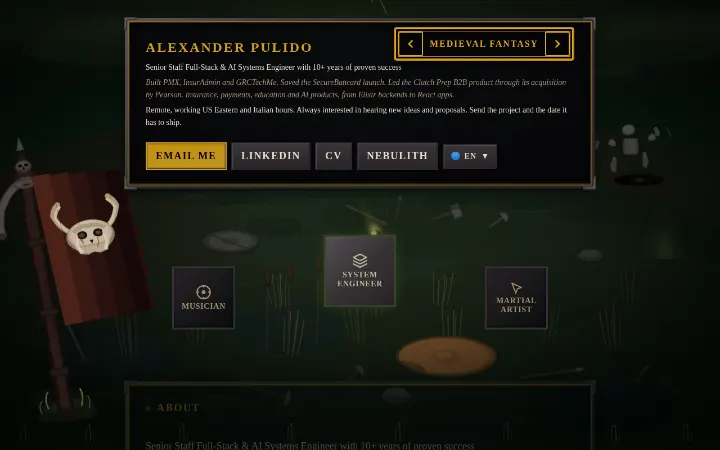 ALEXANDER PULIDO
MEDIEVAL FANTASY
Senior Staff Full-Stack & AI Systems Engineer with 10+ years of proven success
Built PMX, InsurAdmin and GRCTechMe. Saved the SecureBancard launch. Led the Clutch Prep B2B product through its acquisition
by Pearson. Insurance, payments, education and AI products, from Elixir backends to React apps.
Remote, working US Eastern and Italian hours. Always interested in hearing new ideas and proposals. Send the project and the date it
has to ship.
EMAIL ME
LINKEDIN
CV
NEBULITH
EN ▼
SYSTEM
ENGINEER
MUSICIAN
MARTIAL
ARTIST
ABOUT
Senior Staff Full-Stack & AI Systems Engineer with 10+ years of proven success